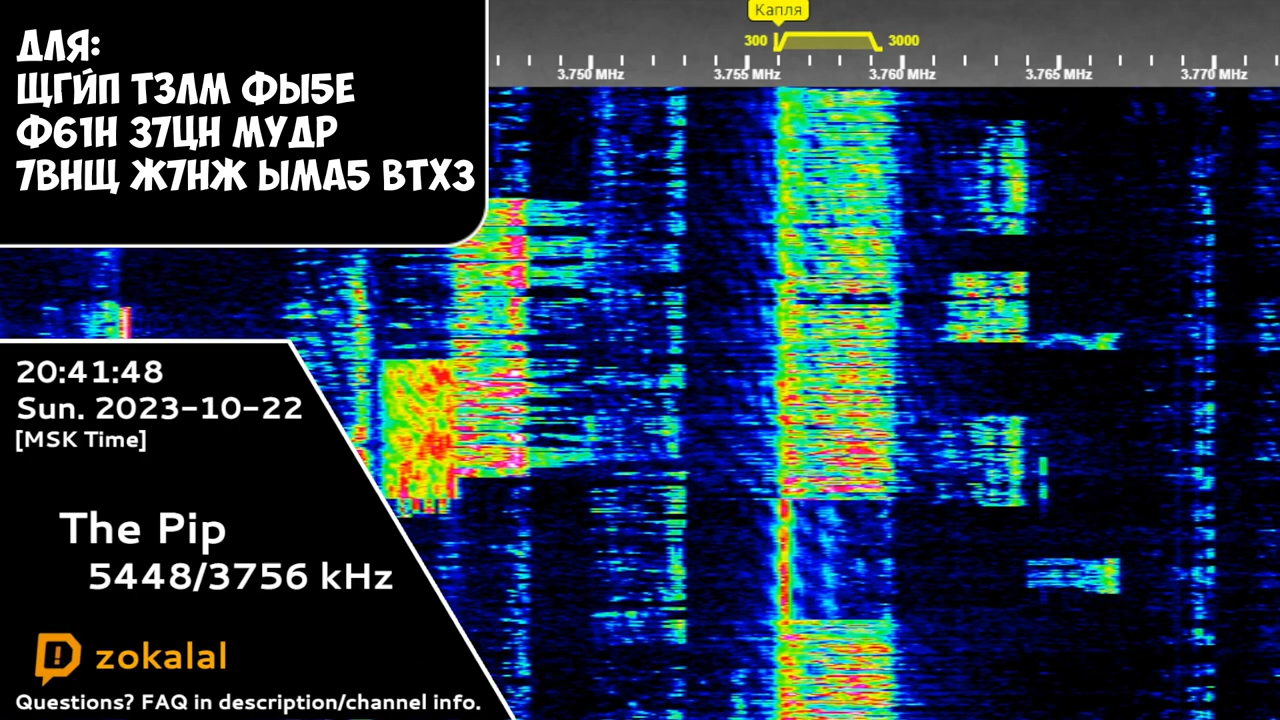 ДЛЯ:
ЩГЙП ТЗЛМ ФЫ5Е
Ф61Н 37ЦН МУДР
7ВНЩ Ж7НЖ ЫМА5 ВТХЗ
Капля
300 3000
3.750 MHz 3.755 MHz 3.760 MHz 3.765 MHz 3.770 MHz
20:41:48
Sun. 2023-10-22
[MSK Time]
The Pip
5448/3756 kHz
zokalal
Questions? FAQ in description/channel info.